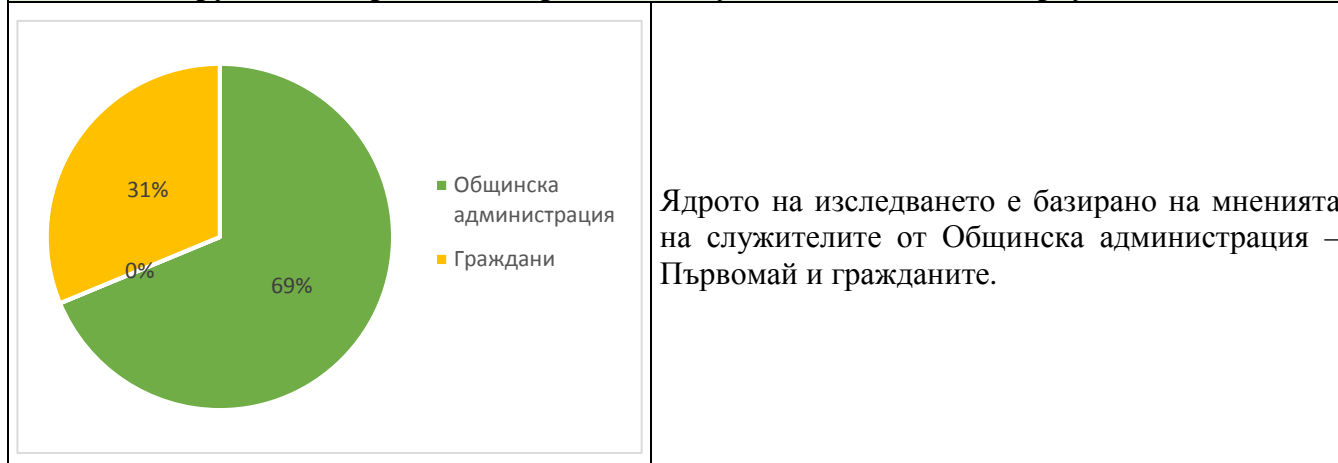 31%
0%
69%
Общинска
администрация
Граждани
Ядрото на изследването е базирано на мненията
на служителите от Общинска администрация –
Първомай и гражданите.